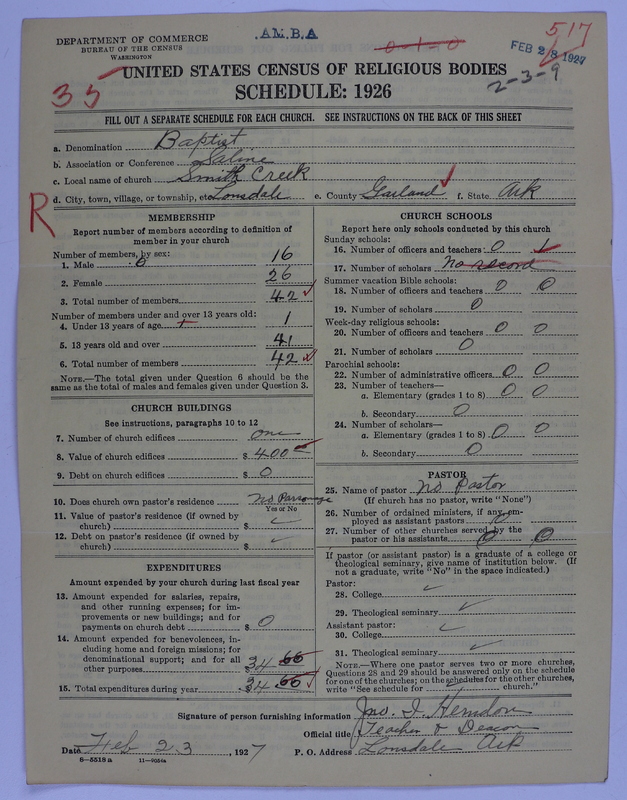 DEPARTMENT OF COMMERCE
BUREAU OF THE CENSUS
WASHINGTON
A.M.B.A
0-1-0
517
FEB 28 1927
2-3-9
35
UNITED STATES CENSUS OF RELIGIOUS BODIES
SCHEDULE: 1926
FILL OUT A SEPARATE SCHEDULE FOR EACH CHURCH. SEE INSTRUCTIONS ON THE BACK OF THIS SHEET
a. Denomination Baptist
b. Association or Conference Saline
c. Local name of church Smith Creek
R
d. City, town, village, or township, etc Lonsdale e. County Garland f. State Ark
MEMBERSHIP
Report number of members according to definition of
member in your church
Number of members, by sex:
1. Male 16
2. Female 26
3. Total number of members 42
Number of members under and over 13 years old:
4. Under 13 years of age 1
5. 13 years old and over 41
6. Total number of members 42
NOTE.—The total given under Question 6 should be the
same as the total of males and females given under Question 3.
CHURCH BUILDINGS
See instructions, paragraphs 10 to 12
7. Number of church edifices one
8. Value of church edifices $ 400
9. Debt on church edifices $ 0
10. Does church own pastor's residence No Parsonage
Yes or No
11. Value of pastor's residence (if owned by
church) $
12. Debt on pastor's residence (if owned by
church) $
EXPENDITURES
Amount expended by your church during last fiscal year
13. Amount expended for salaries, repairs,
and other running expenses; for im-
provements or new buildings; and for
payments on church debt $ 0
14. Amount expended for benevolences, in-
cluding home and foreign missions; for
denominational support; and for all
other purposes $ 34 66
15. Total expenditures during year $ 34 66
CHURCH SCHOOLS
Report here only schools conducted by this church
Sunday schools:
16. Number of officers and teachers 0 1
17. Number of scholars No record
Summer vacation Bible schools:
18. Number of officers and teachers 0 0
19. Number of scholars 0
Week-day religious schools:
20. Number of officers and teachers 0 0
21. Number of scholars 0
Parochial schools:
22. Number of administrative officers 0 0
23. Number of teachers—
a. Elementary (grades 1 to 8) 0 0
b. Secondary 0
24. Number of scholars—
a. Elementary (grades 1 to 8) 0 0
b. Secondary 0
PASTOR
25. Name of pastor No Pastor
(If church has no pastor, write "None")
26. Number of ordained ministers, if any, em-
ployed as assistant pastors 0
27. Number of other churches served by the
pastor or his assistants 0 0
If pastor (or assistant pastor) is a graduate of a college or
theological seminary, give name of institution below. (If
not a graduate, write "No" in the space indicated.)
Pastor:
28. College
29. Theological seminary
Assistant pastor:
30. College
31. Theological seminary
NOTE.—Where one pastor serves two or more churches,
Questions 28 and 29 should be answered only on the schedule
for one of the churches; on the schedules for the other churches,
write "See schedule for church."
Signature of person furnishing information Jno. I. Herndon
Official title Teacher & Deacon
Date Feb 23, 1927 P. O. Address Lonsdale Ark
8-5518a 11-9054a